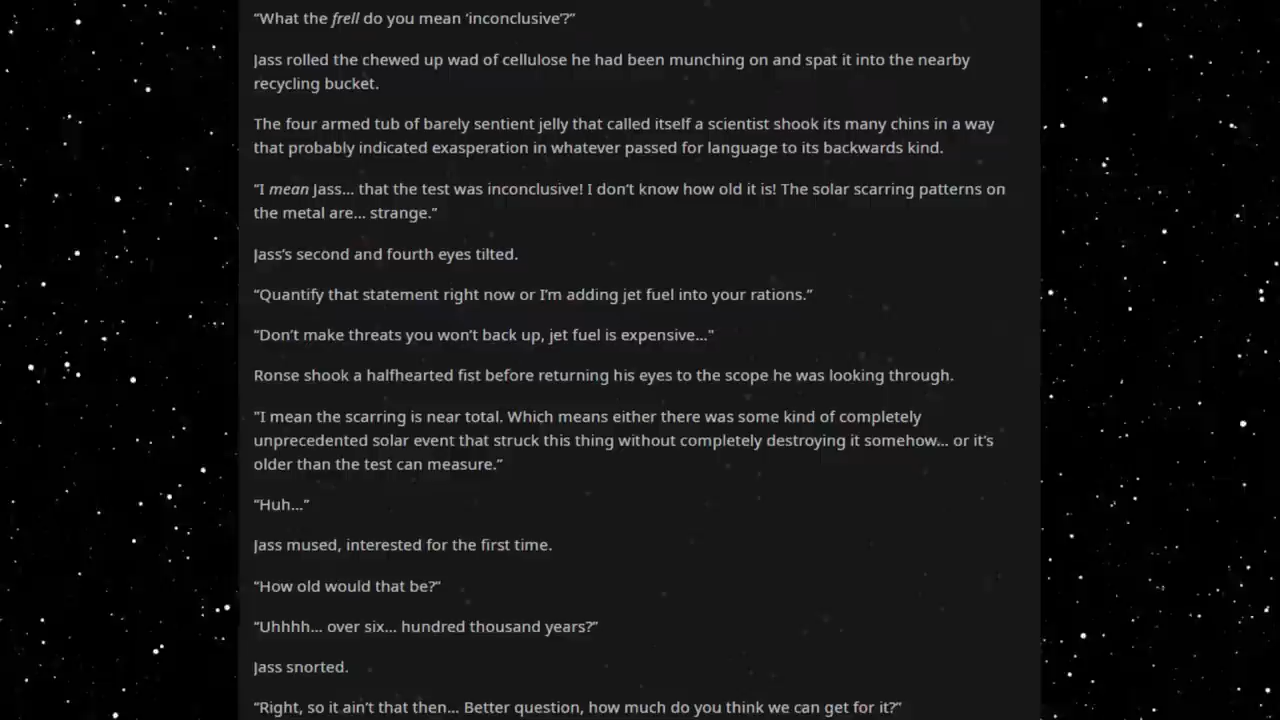 “What the frell do you mean ‘inconclusive’?”
Jass rolled the chewed up wad of cellulose he had been munching on and spat it into the nearby
recycling bucket.
The four armed tub of barely sentient jelly that called itself a scientist shook its many chins in a way
that probably indicated exasperation in whatever passed for language to its backwards kind.
“I mean Jass… that the test was inconclusive! I don’t know how old it is! The solar scarring patterns on
the metal are… strange.”
Jass’s second and fourth eyes tilted.
“Quantify that statement right now or I’m adding jet fuel into your rations.”
“Don’t make threats you won’t back up, jet fuel is expensive…”
Ronse shook a halfhearted fist before returning his eyes to the scope he was looking through.
“I mean the scarring is near total. Which means either there was some kind of completely
unprecedented solar event that struck this thing without completely destroying it somehow… or it’s
older than the test can measure.”
“Huh…”
Jass mused, interested for the first time.
“How old would that be?”
“Uhhhh… over six… hundred thousand years?”
Jass snorted.
“Right, so it ain’t that then… Better question, how much do you think we can get for it?”